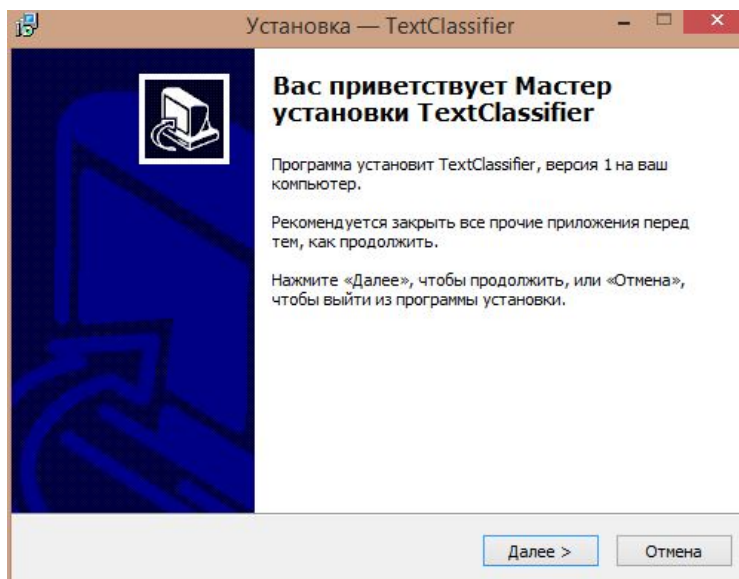 Установка — TextClassifier
Вас приветствует Мастер
установки TextClassifier
Программа установит TextClassifier, версия 1 на ваш
компьютер.
Рекомендуется закрыть все прочие приложения перед
тем, как продолжить.
Нажмите «Далее», чтобы продолжить, или «Отмена»,
чтобы выйти из программы установки.
Далее > Отмена